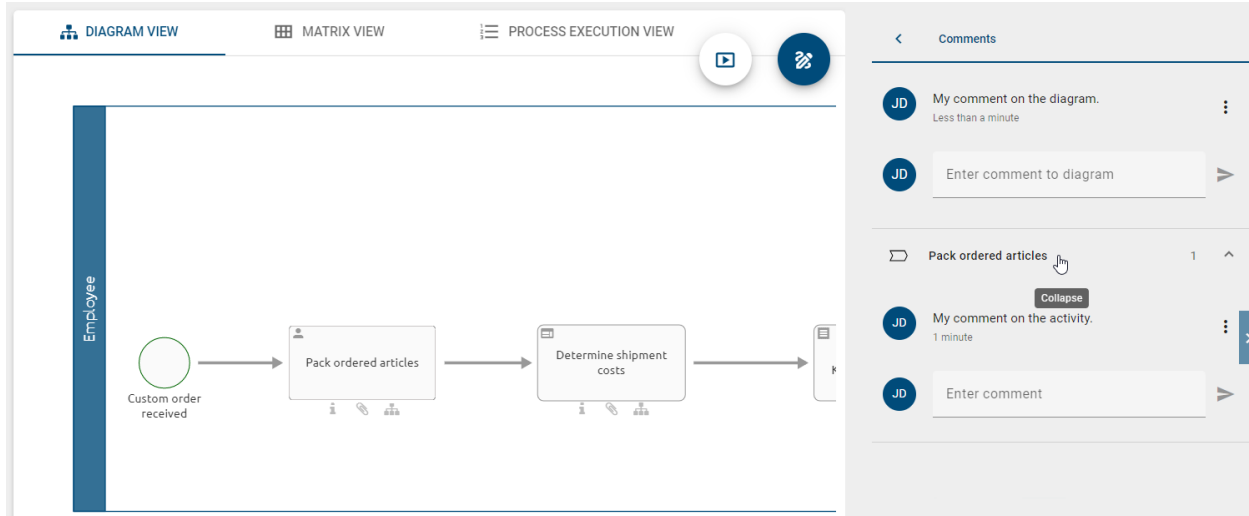 DIAGRAM VIEW
MATRIX VIEW
PROCESS EXECUTION VIEW
Employee
Custom order
received
Pack ordered articles
Determine shipment
costs
Comments
JD
My comment on the diagram.
Less than a minute
JD
Enter comment to diagram
Pack ordered articles
1
Collapse
JD
My comment on the activity.
1 minute
JD
Enter comment